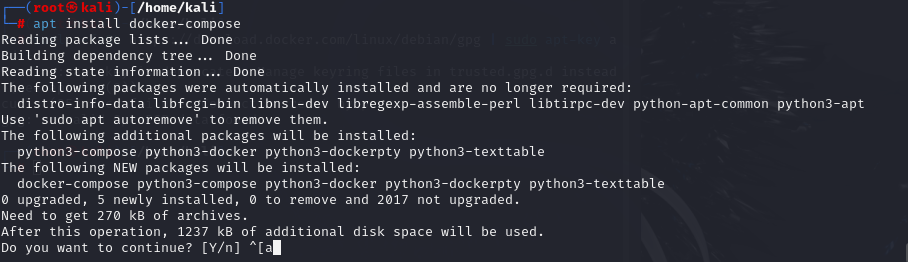 (root㉿kali)-[/home/kali]
# apt install docker-compose
Reading package lists... Done
Building dependency tree... Done
Reading state information... Done
The following packages were automatically installed and are no longer required:
distro-info-data libfcgi-bin libnsl-dev libregexp-assemble-perl libtirpc-dev python-apt-common python3-apt
Use 'sudo apt autoremove' to remove them.
The following additional packages will be installed:
python3-compose python3-docker python3-dockerpty python3-texttable
The following NEW packages will be installed:
docker-compose python3-compose python3-docker python3-dockerpty python3-texttable
0 upgraded, 5 newly installed, 0 to remove and 2017 not upgraded.
Need to get 270 kB of archives.
After this operation, 1237 kB of additional disk space will be used.
Do you want to continue? [Y/n] ^[a